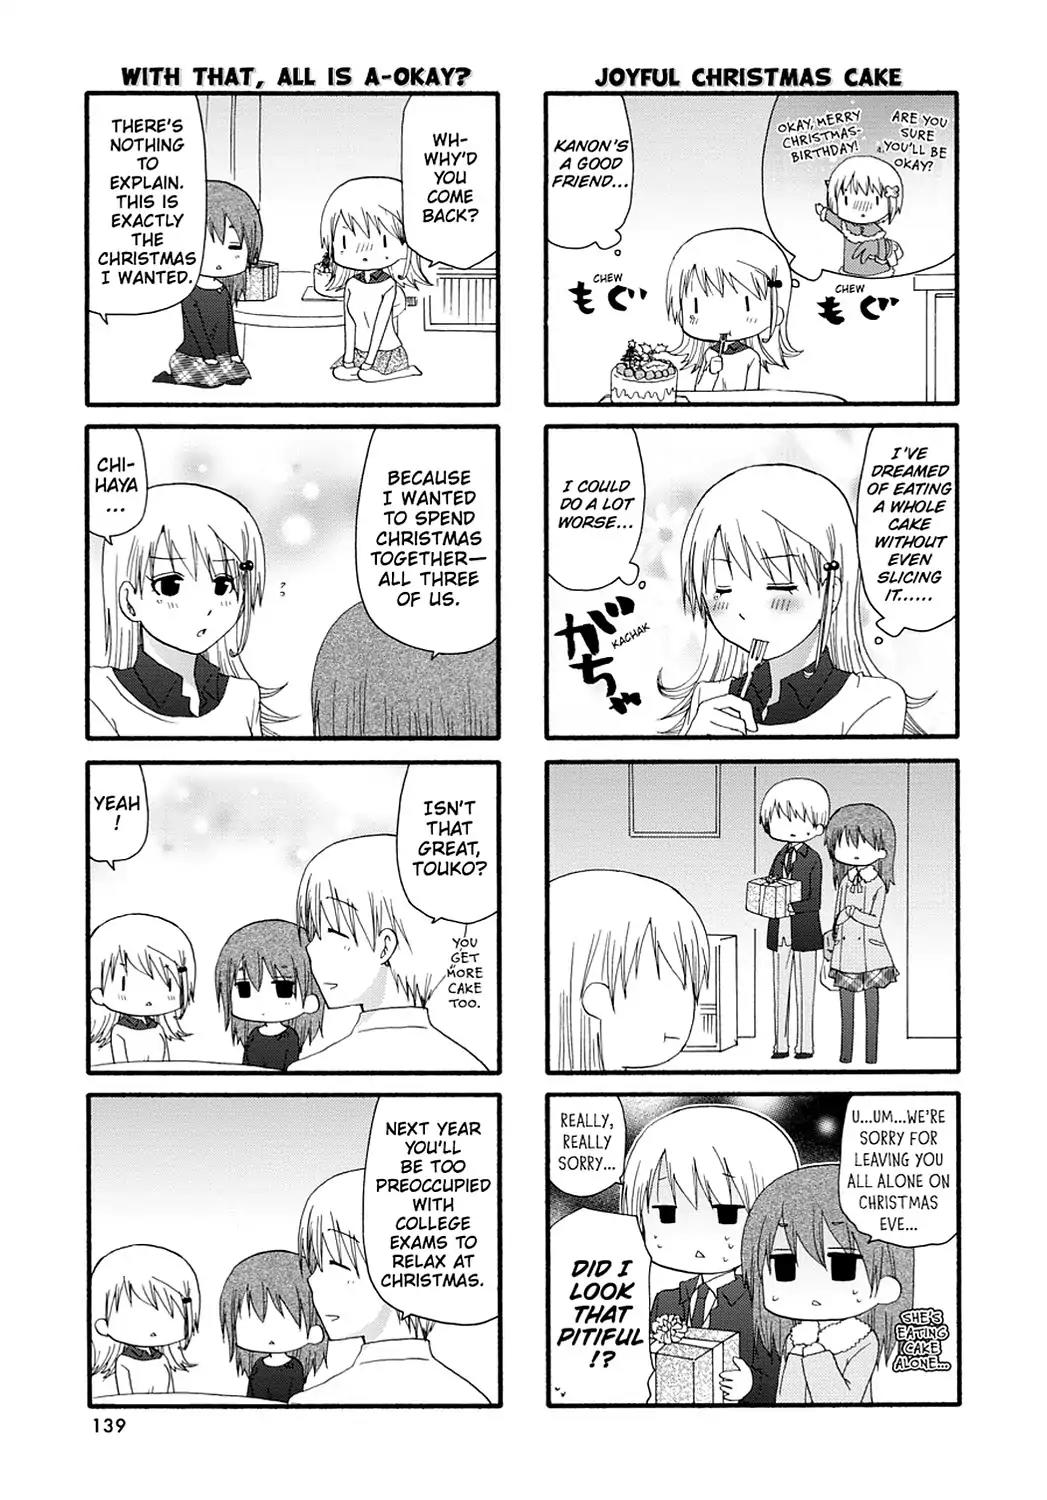 JOYFUL CHRISTMAS CAKE
ARE YOU
SURE
YOU'LL BE
OKAY?
OKAY, MERRY
CHRISTMAS-
BIRTHDAY!
KANON'S
A GOOD
FRIEND...
CHEW
もぐ
CHEW
もぐ
I'VE
DREAMED
OF EATING
A WHOLE
CAKE
WITHOUT
EVEN
SLICING
IT......
I COULD
DO A LOT
WORSE...
がちゃ
KACHAK
U...UM...WE'RE
SORRY FOR
LEAVING YOU
ALL ALONE ON
CHRISTMAS
EVE...
REALLY,
REALLY
SORRY...
DID I
LOOK
THAT
PITIFUL
!?
SHE'S
EATING
CAKE
ALONE...
WITH THAT, ALL IS A-OKAY?
WH-
WHY'D
YOU
COME
BACK?
THERE'S
NOTHING
TO
EXPLAIN.
THIS IS
EXACTLY
THE
CHRISTMAS
I WANTED.
BECAUSE
I WANTED
TO SPEND
CHRISTMAS
TOGETHER—
ALL THREE
OF US.
CHI-
HAYA
...
ISN'T
THAT
GREAT,
TOUKO?
YOU
GET
MORE
CAKE
TOO.
YEAH
!
NEXT YEAR
YOU'LL
BE TOO
PREOCCUPIED
WITH
COLLEGE
EXAMS TO
RELAX AT
CHRISTMAS.
139